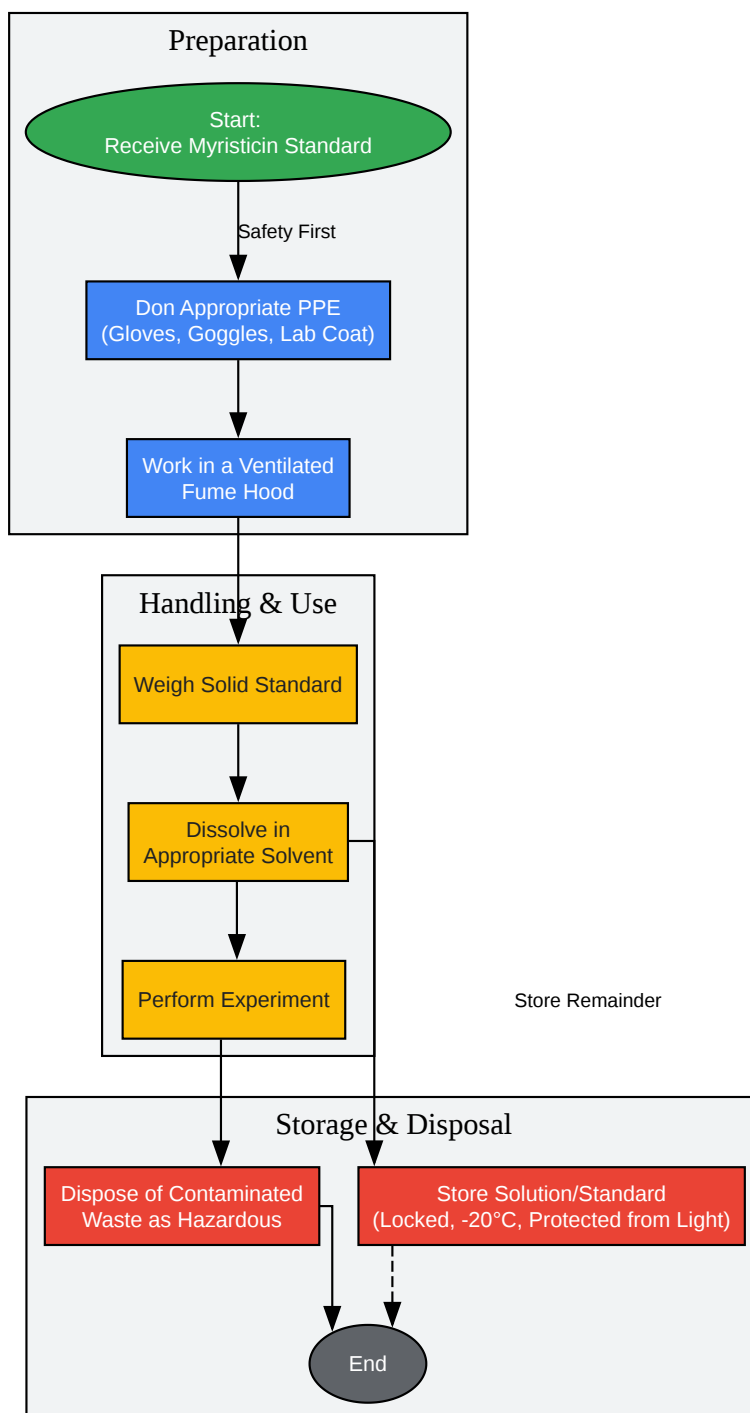 Preparation
Start:
Receive Myristicin Standard
Safety First
Don Appropriate PPE
(Gloves, Goggles, Lab Coat)
Work in a Ventilated
Fume Hood
Handling & Use
Weigh Solid Standard
Dissolve in
Appropriate Solvent
Perform Experiment
Store Remainder
Storage & Disposal
Dispose of Contaminated
Waste as Hazardous
Store Solution/Standard
(Locked, -20°C, Protected from Light)
End